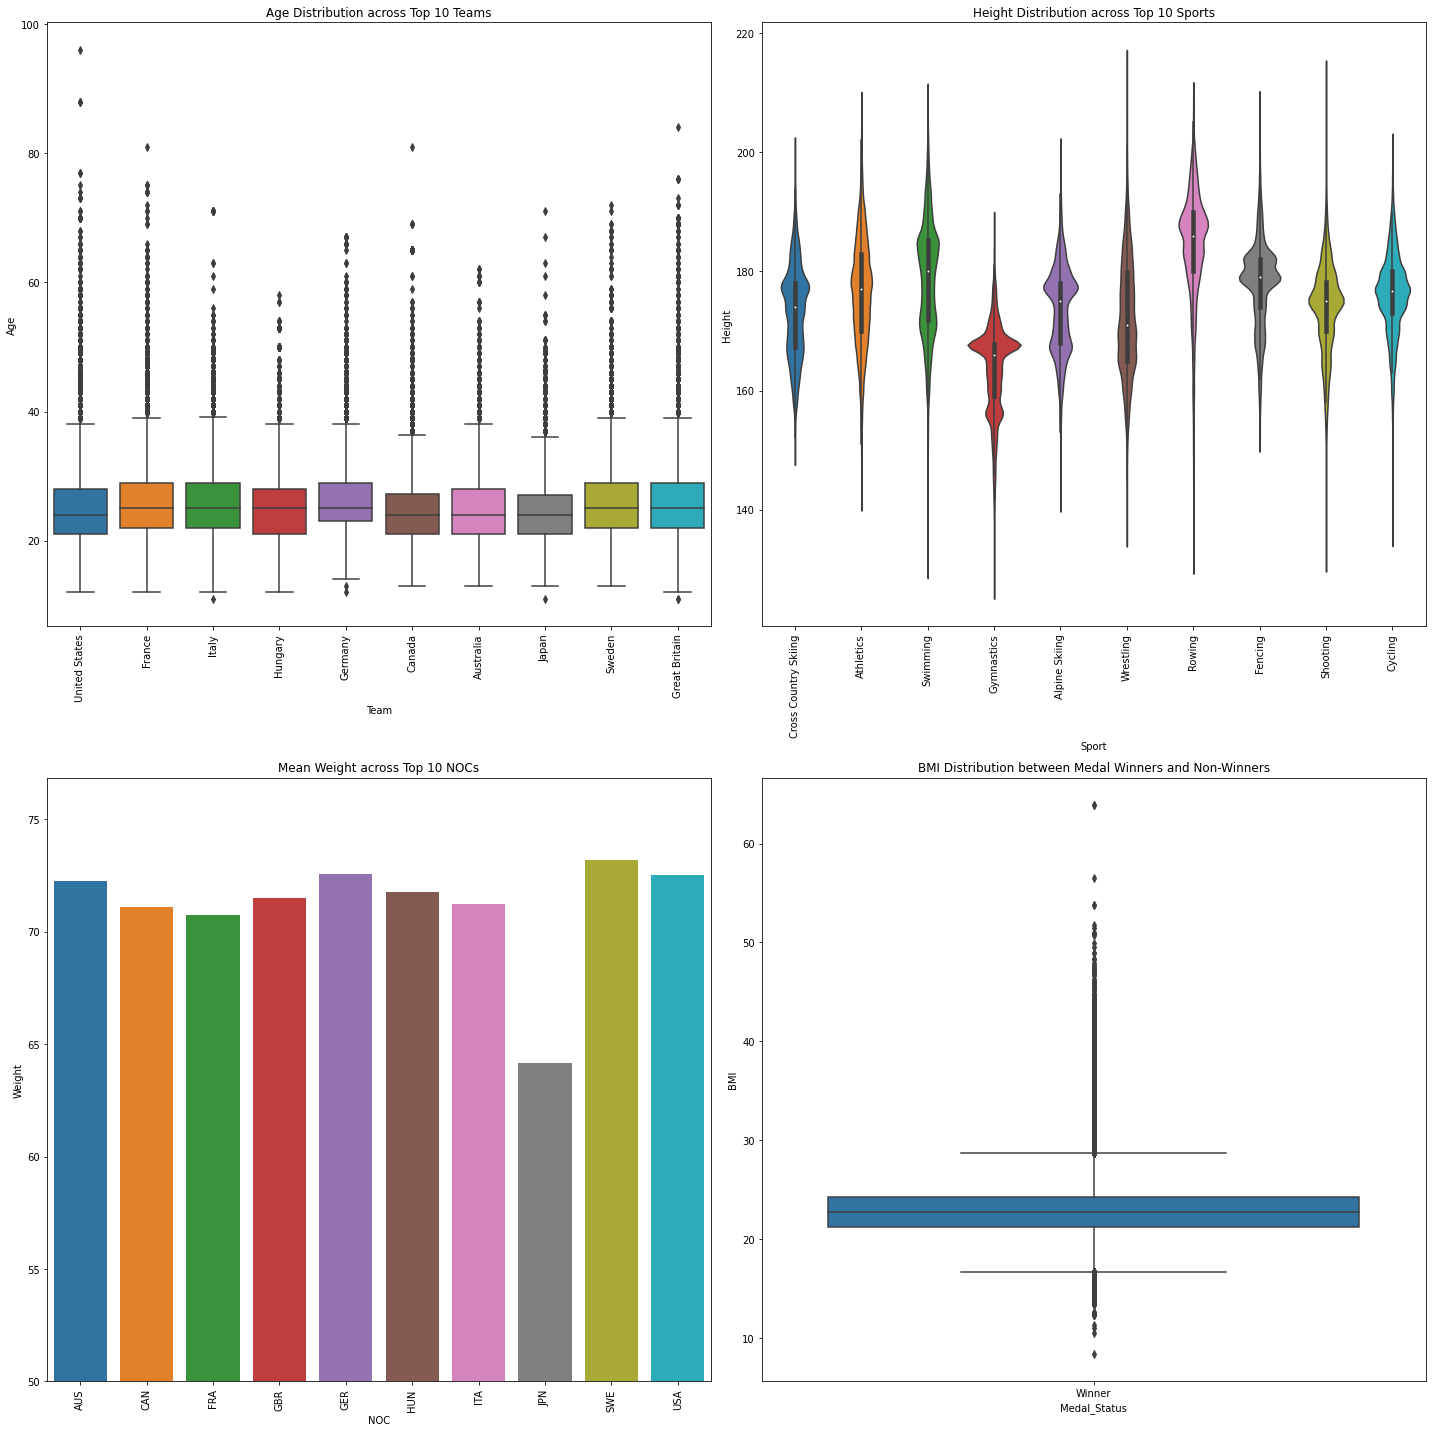 Age Distribution across Top 10 Teams
100
80
60
40
20
Age
United States
France
Italy
Hungary
Germany
Canada
Australia
Japan
Sweden
Great Britain
Team
Height Distribution across Top 10 Sports
220
200
180
160
140
Height
Cross Country Skiing
Athletics
Swimming
Gymnastics
Alpine Skiing
Wrestling
Rowing
Fencing
Shooting
Cycling
Sport
Mean Weight across Top 10 NOCs
75
70
65
60
55
50
Weight
AUS
CAN
FRA
GBR
GER
HUN
ITA
JPN
SWE
USA
NOC
BMI Distribution between Medal Winners and Non-Winners
60
50
40
30
20
10
BMI
Winner
Medal_Status